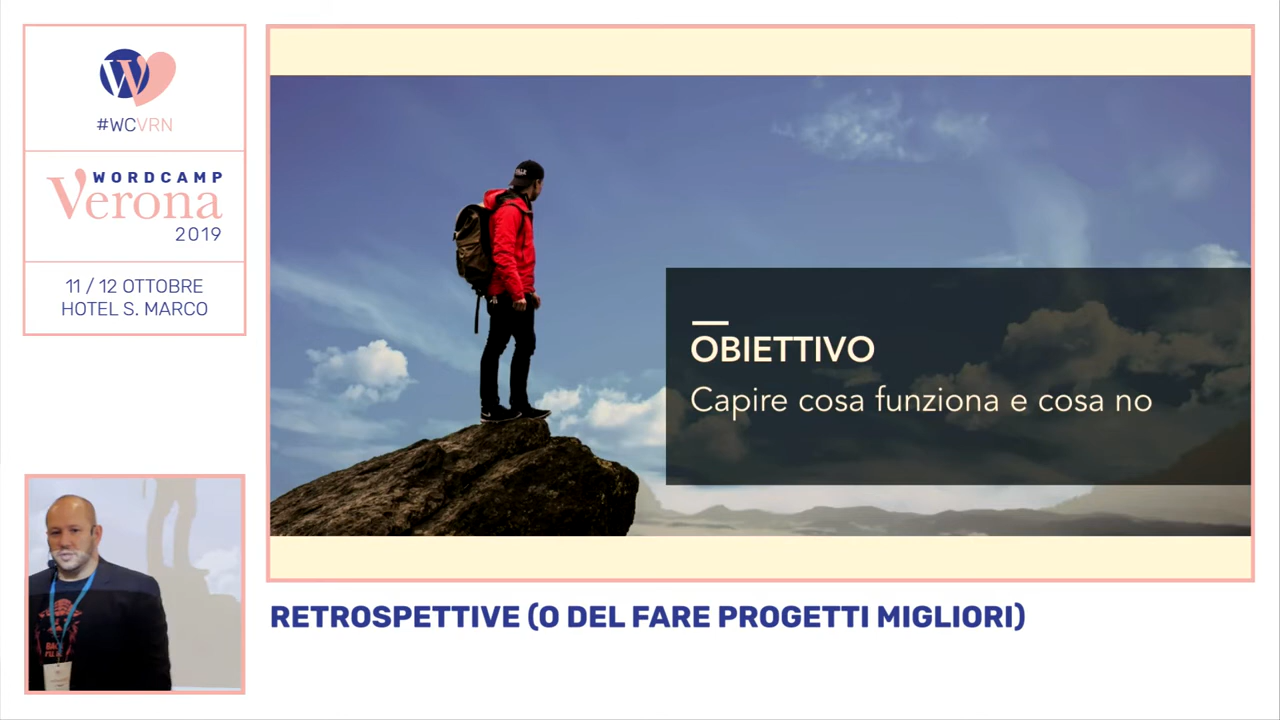 #WCVRN
WORDCAMP
Verona
2019
11 / 12 OTTOBRE
HOTEL S. MARCO
OBIETTIVO
Capire cosa funziona e cosa no
RETROSPETTIVE (O DEL FARE PROGETTI MIGLIORI)